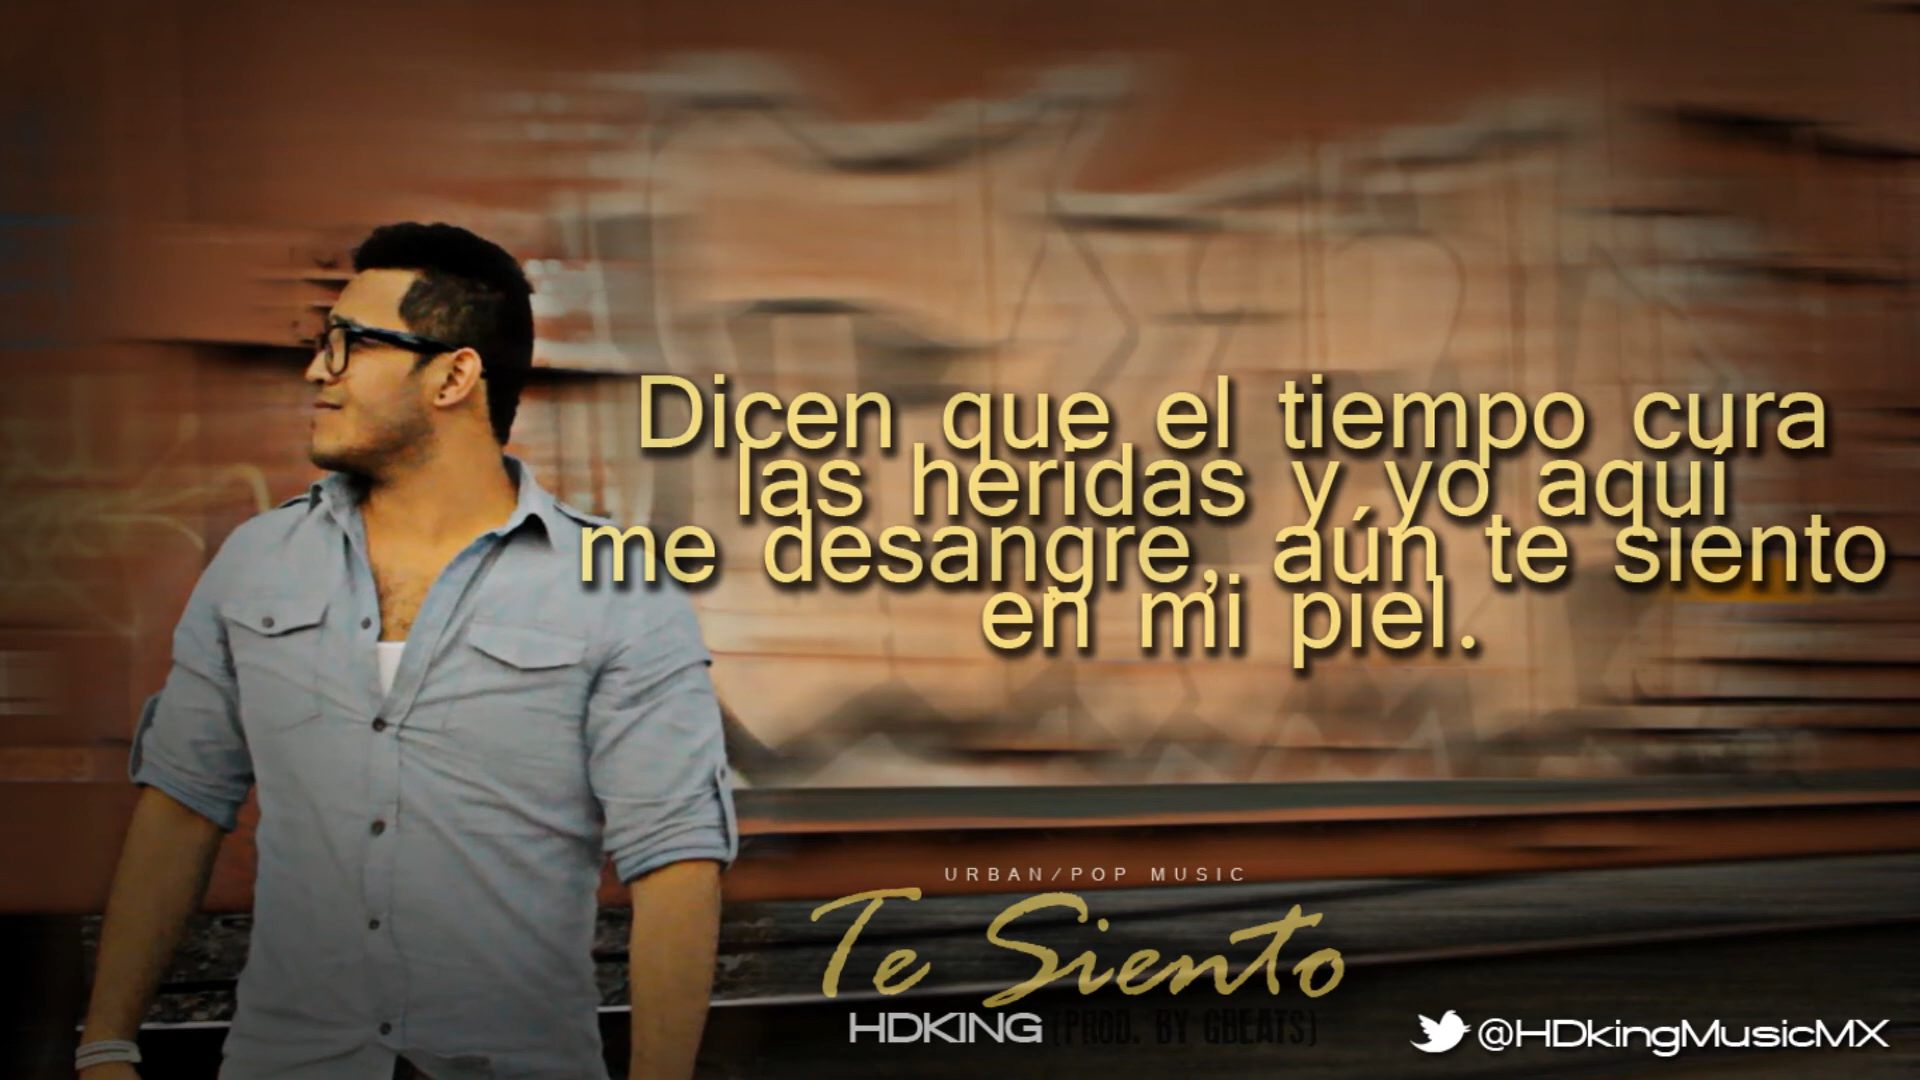 Dicen que el tiempo cura
las heridas y yo aquí
me desangre, aún te siento
en mi piel.
URBAN/POP MUSIC
Te Siento
HDKING (PROD. BY GBEATS)
@HDkingMusicMX